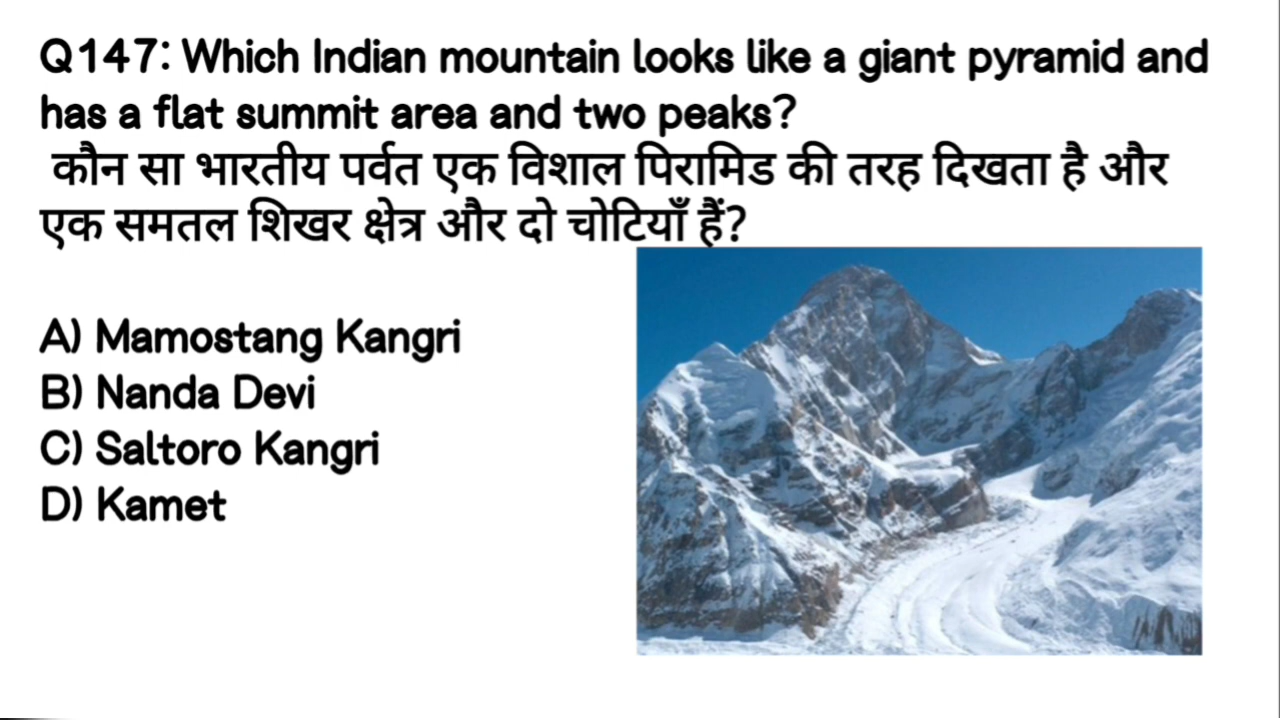 Q147: Which Indian mountain looks like a giant pyramid and
has a flat summit area and two peaks?
कौन सा भारतीय पर्वत एक विशाल पिरामिड की तरह दिखता है और
एक समतल शिखर क्षेत्र और दो चोटियाँ हैं?
A) Mamostang Kangri
B) Nanda Devi
C) Saltoro Kangri
D) Kamet